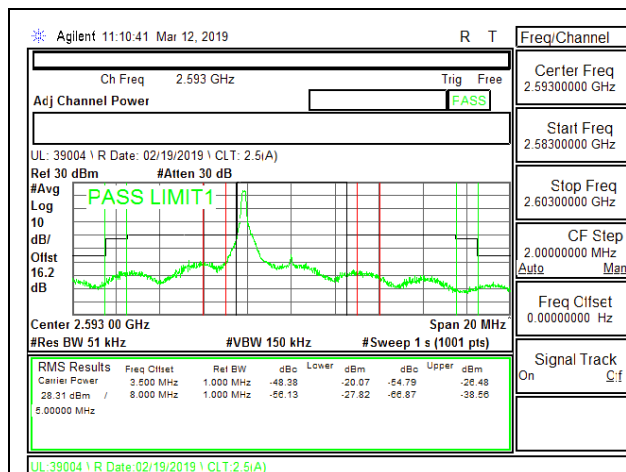 Agilent 11:10:41 Mar 12, 2019 R T
Freq/Channel
Ch Freq 2.593 GHz Trig Free
Adj Channel Power PASS
Center Freq
2.59300000 GHz
Start Freq
2.58300000 GHz
Stop Freq
2.60300000 GHz
CF Step
2.00000000 MHz
Auto Man
Freq Offset
0.00000000 Hz
Signal Track
On Off
UL: 39004 \ R Date: 02/19/2019 \ CLT: 2.5(A)
Ref 30 dBm #Atten 30 dB
#Avg
Log
10
dB/
Offst
16.2
dB
PASS LIMIT1
Center 2.593 00 GHz Span 20 MHz
#Res BW 51 kHz #VBW 150 kHz #Sweep 1 s (1001 pts)
RMS Results Freq Offset Ref BW dBc Lower dBm dBc Upper dBm
Carrier Power 3.500 MHz 1.000 MHz -48.38 -20.07 -54.79 -26.48
28.31 dBm / 8.000 MHz 1.000 MHz -56.13 -27.82 -66.87 -38.56
5.00000 MHz
UL:39004 \ R Date:02/19/2019 \ CLT:2.5(A)